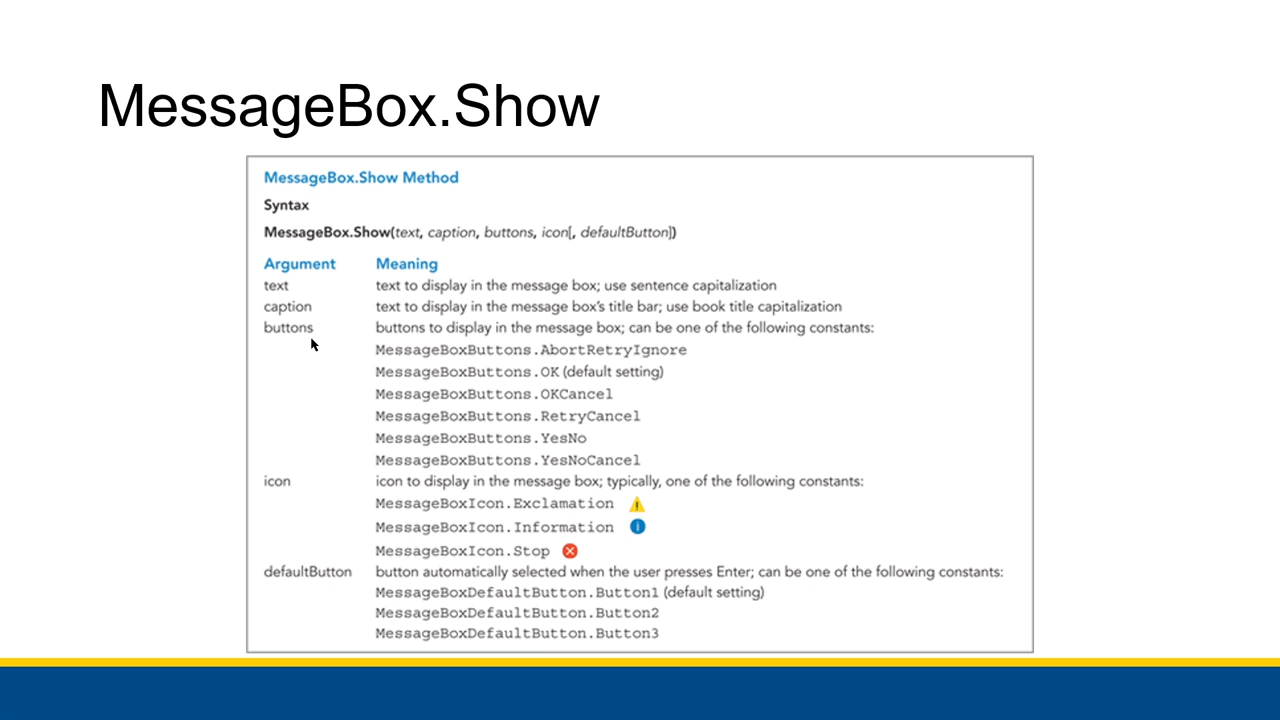 MessageBox.Show
MessageBox.Show Method
Syntax
MessageBox.Show(text, caption, buttons, icon[, defaultButton])
Argument Meaning
text text to display in the message box; use sentence capitalization
caption text to display in the message box's title bar; use book title capitalization
buttons buttons to display in the message box; can be one of the following constants:
MessageBoxButtons.AbortRetryIgnore
MessageBoxButtons.OK (default setting)
MessageBoxButtons.OKCancel
MessageBoxButtons.RetryCancel
MessageBoxButtons.YesNo
MessageBoxButtons.YesNoCancel
icon icon to display in the message box; typically, one of the following constants:
MessageBoxIcon.Exclamation
MessageBoxIcon.Information
MessageBoxIcon.Stop
defaultButton button automatically selected when the user presses Enter; can be one of the following constants:
MessageBoxDefaultButton.Button1 (default setting)
MessageBoxDefaultButton.Button2
MessageBoxDefaultButton.Button3